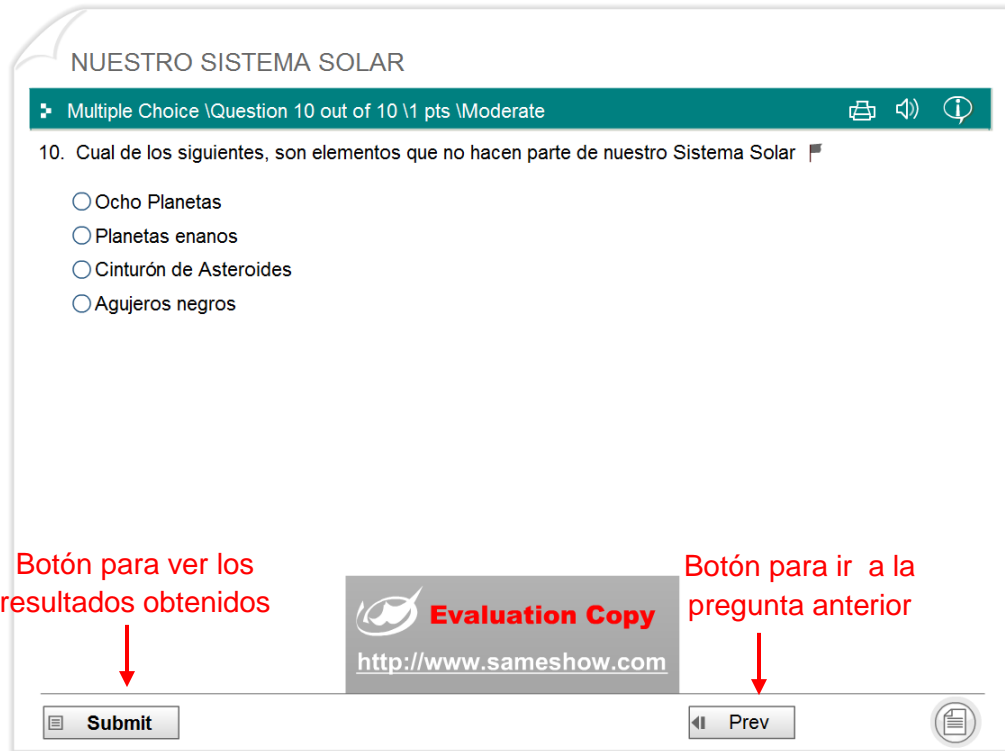 NUESTRO SISTEMA SOLAR
Multiple Choice \Question 10 out of 10 \1 pts \Moderate
10. Cual de los siguientes, son elementos que no hacen parte de nuestro Sistema Solar
Ocho Planetas
Planetas enanos
Cinturón de Asteroides
Agujeros negros
Botón para ver los
resultados obtenidos
Botón para ir a la
pregunta anterior
Evaluation Copy
http://www.sameshow.com
Submit
Prev